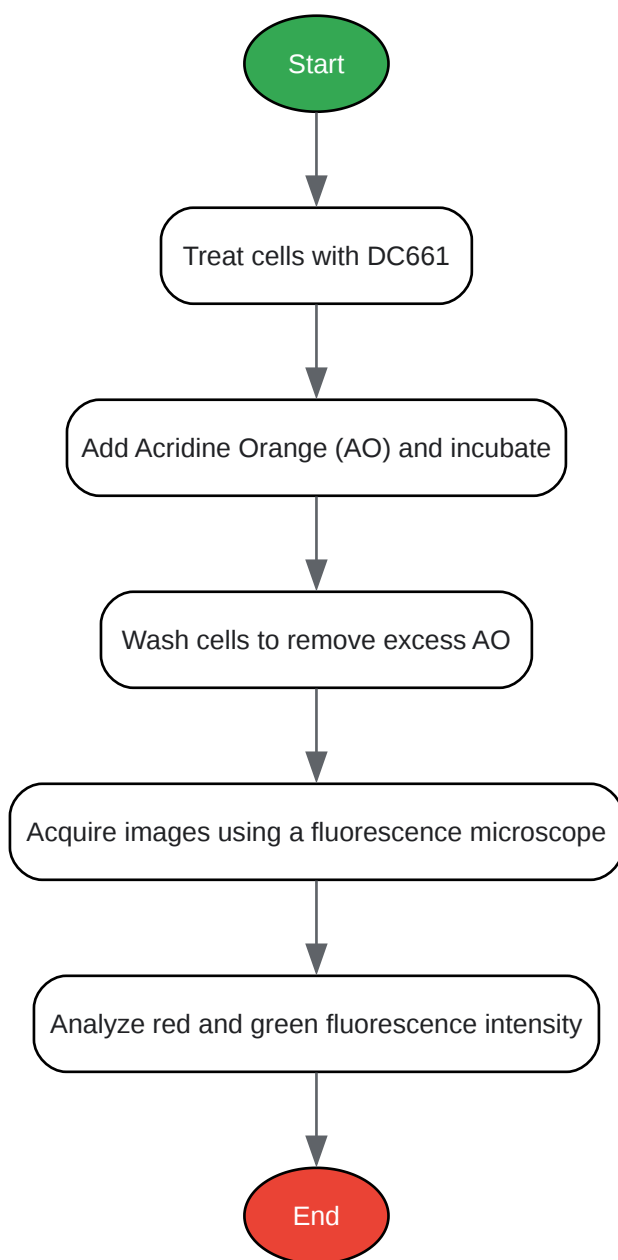 Start
Treat cells with DC661
Add Acridine Orange (AO) and incubate
Wash cells to remove excess AO
Acquire images using a fluorescence microscope
Analyze red and green fluorescence intensity
End